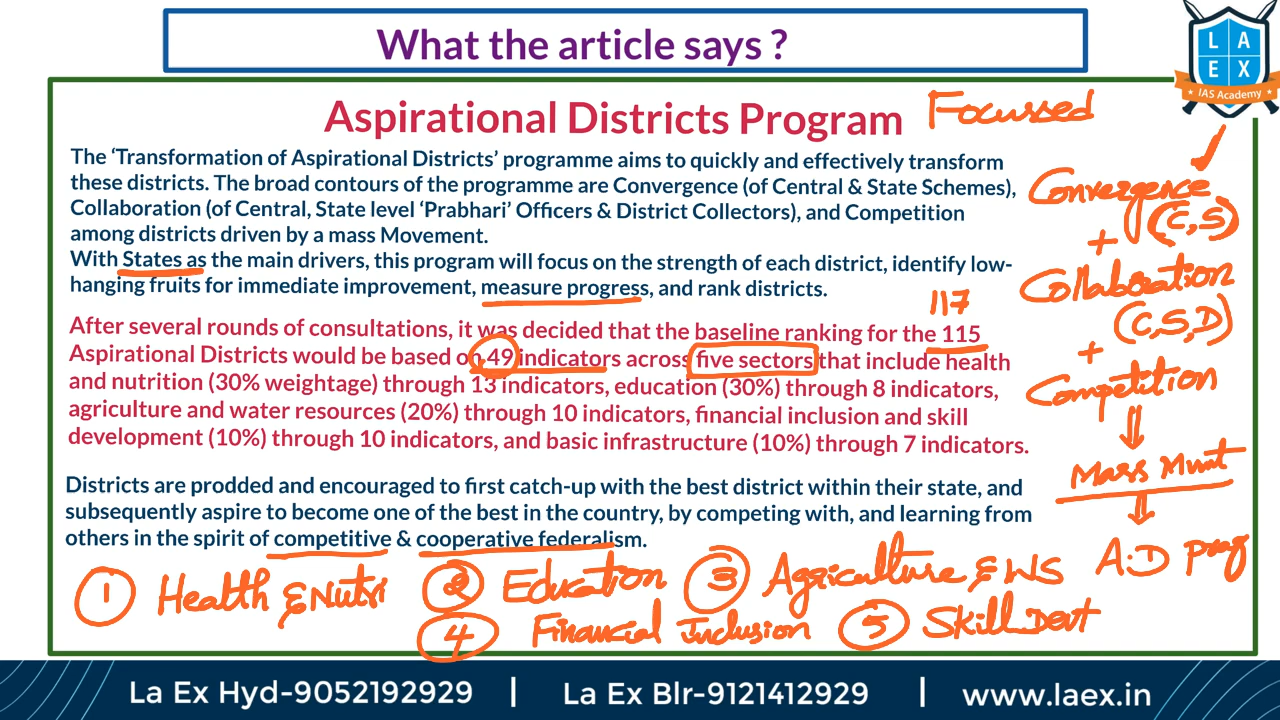 What the article says ?
L A
E X
IAS Academy
Aspirational Districts Program
Focussed
The ‘Transformation of Aspirational Districts’ programme aims to quickly and effectively transform
these districts. The broad contours of the programme are Convergence (of Central & State Schemes),
Collaboration (of Central, State level ‘Prabhari’ Officers & District Collectors), and Competition
among districts driven by a mass Movement.
With States as the main drivers, this program will focus on the strength of each district, identify low-
hanging fruits for immediate improvement, measure progress, and rank districts.
117
After several rounds of consultations, it was decided that the baseline ranking for the 115
Aspirational Districts would be based on 49 indicators across five sectors that include health
and nutrition (30% weightage) through 13 indicators, education (30%) through 8 indicators,
agriculture and water resources (20%) through 10 indicators, financial inclusion and skill
development (10%) through 10 indicators, and basic infrastructure (10%) through 7 indicators.
Districts are prodded and encouraged to first catch-up with the best district within their state, and
subsequently aspire to become one of the best in the country, by competing with, and learning from
others in the spirit of competitive & cooperative federalism.
Convergence
(C,S)
+
Collaboration
(C,S,D)
+
Competition
Mass Mvnt
A.D prog
1 Health & Nutri 2 Education 3 Agriculture & WS
4 Financial Inclusion 5 Skill Devt
La Ex Hyd-9052192929 | La Ex Blr-9121412929 | www.laex.in